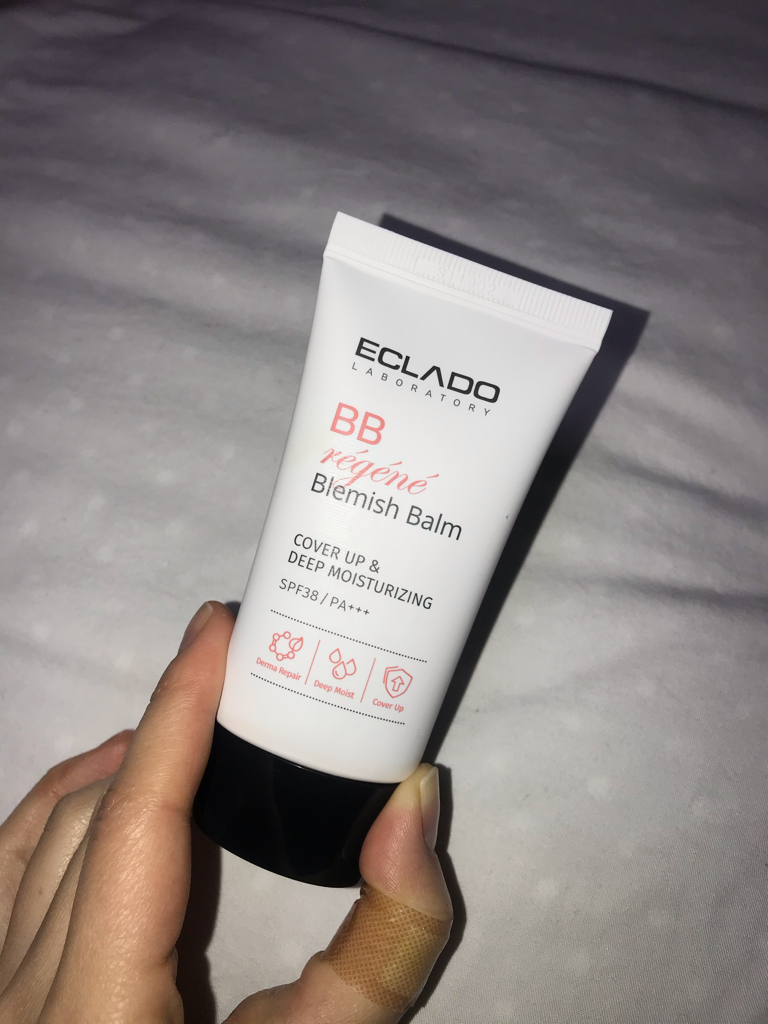 ECLADO
LABORATORY
BB
régéné
Blemish Balm
COVER UP &
DEEP MOISTURIZING
SPF38 / PA+++
Derma Repair
Deep Moist
Cover Up